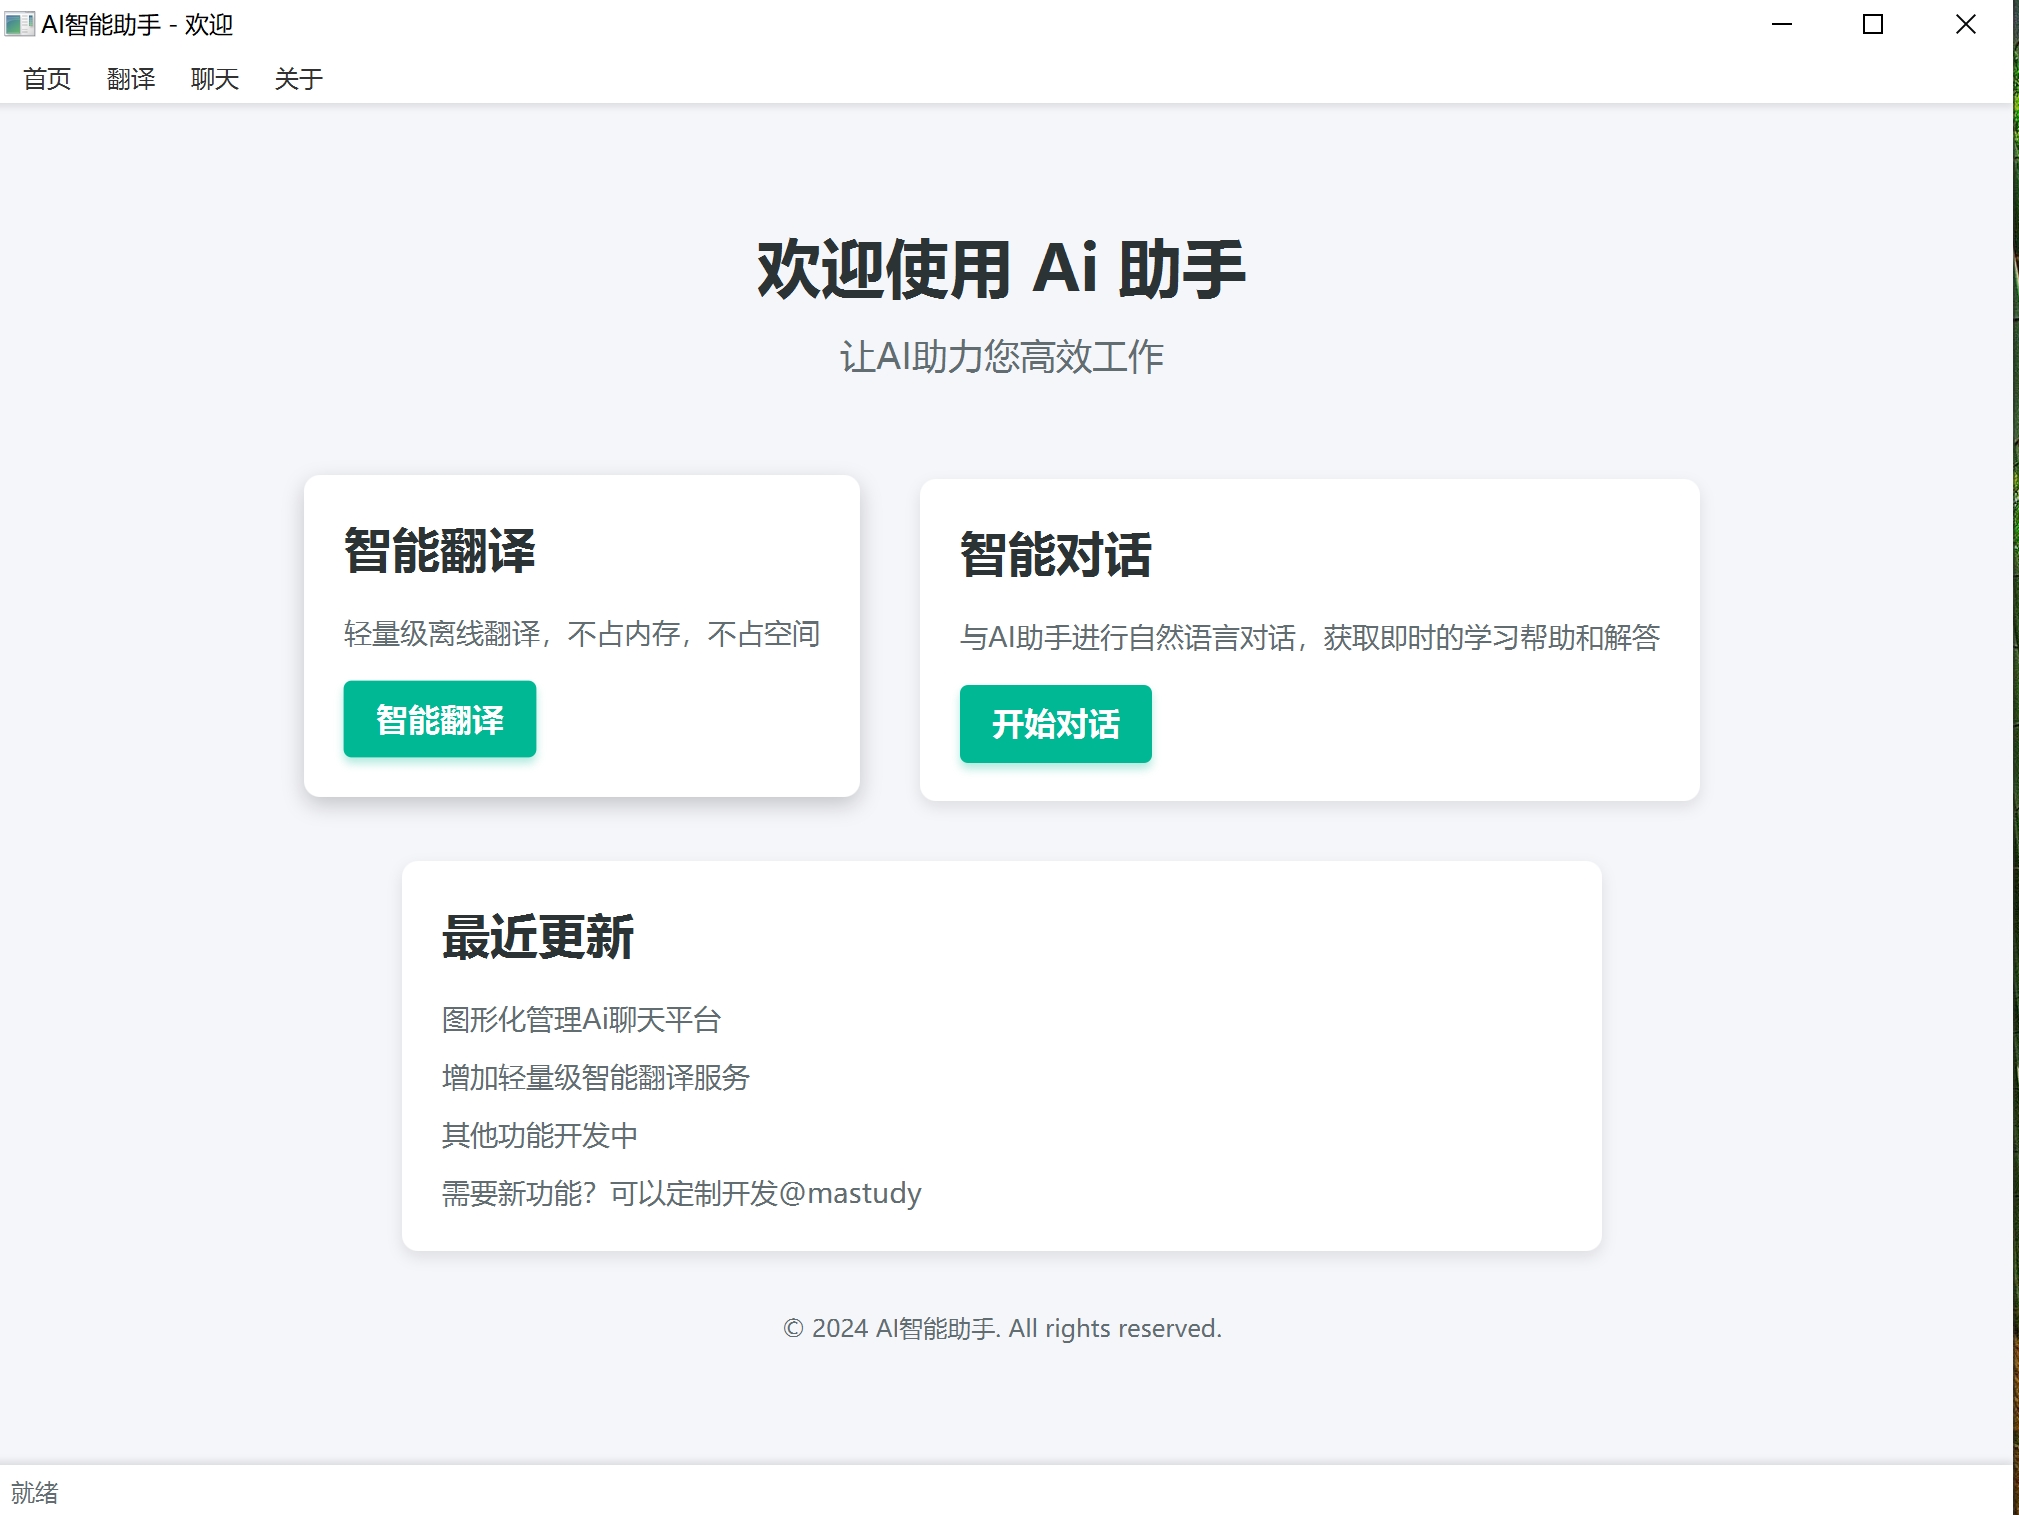 AI智能助手 - 欢迎
首页 翻译 聊天 关于
欢迎使用 Ai 助手
让AI助力您高效工作
智能翻译
轻量级离线翻译，不占内存，不占空间
智能翻译
智能对话
与AI助手进行自然语言对话，获取即时的学习帮助和解答
开始对话
最近更新
图形化管理Ai聊天平台
增加轻量级智能翻译服务
其他功能开发中
需要新功能？可以定制开发@mastudy
© 2024 AI智能助手. All rights reserved.
就绪